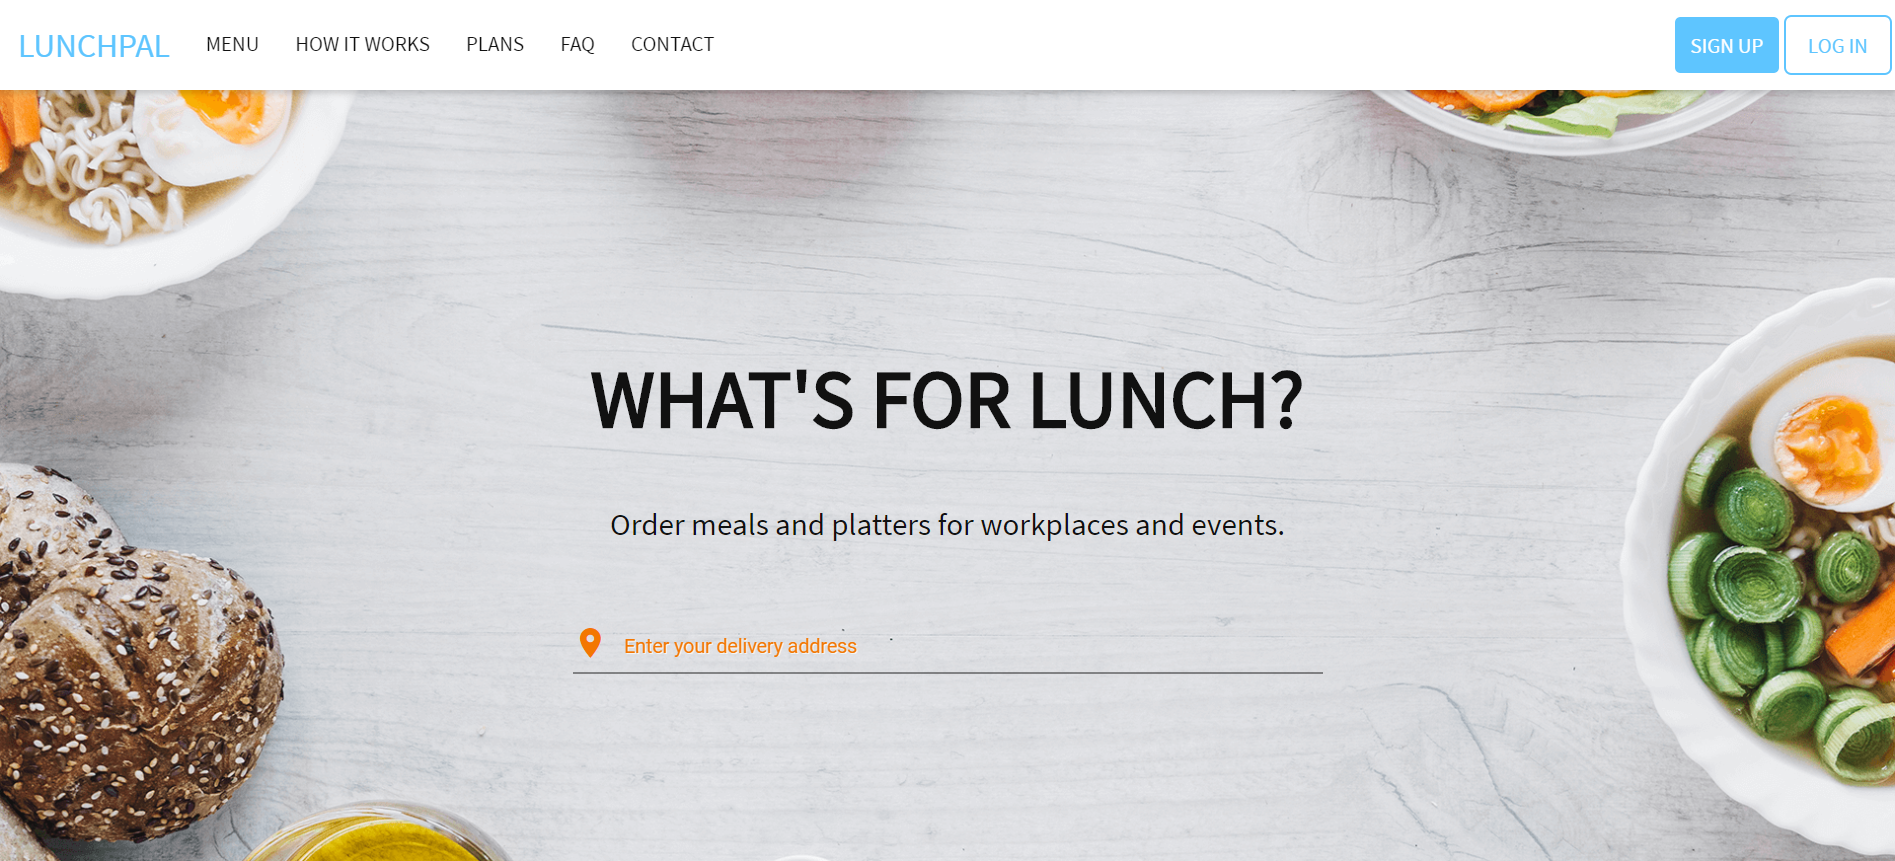 LUNCHPAL MENU HOW IT WORKS PLANS FAQ CONTACT SIGN UP LOG IN
WHAT'S FOR LUNCH?
Order meals and platters for workplaces and events.
Enter your delivery address